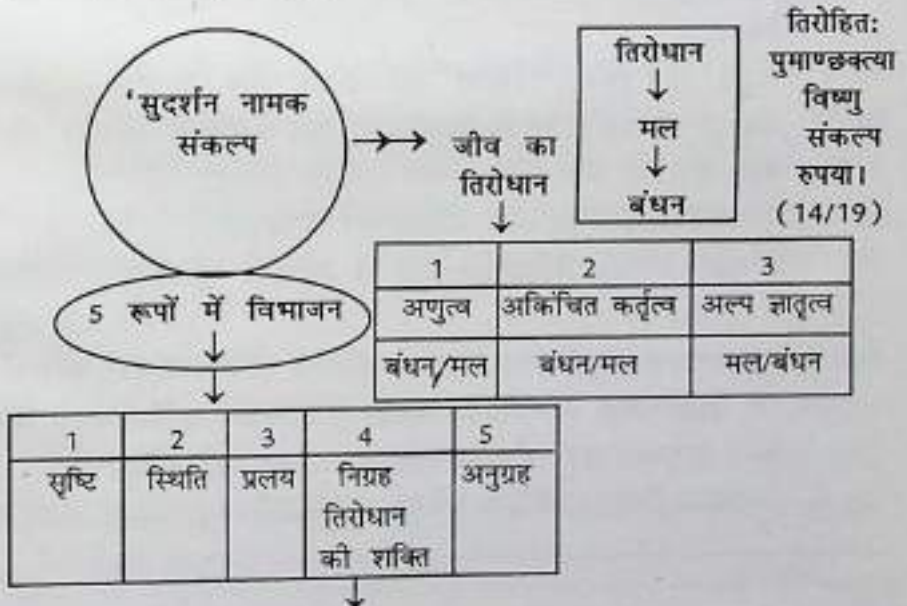 'सुदर्शन नामक
संकल्प
जीव का
तिरोधान
तिरोधान
मल
बंधन
तिरोहित:
पुमाण्छक्त्या
विष्णु
संकल्प
रुपया।
(14/19)
1 2 3
अणुत्व अकिंचित कर्तृत्व अल्प ज्ञातृत्व
बंधन/मल बंधन/मल मल/बंधन
5 रूपों में विभाजन
1 2 3 4 5
सृष्टि स्थिति प्रलय निग्रह अनुग्रह
तिरोधान
की शक्ति